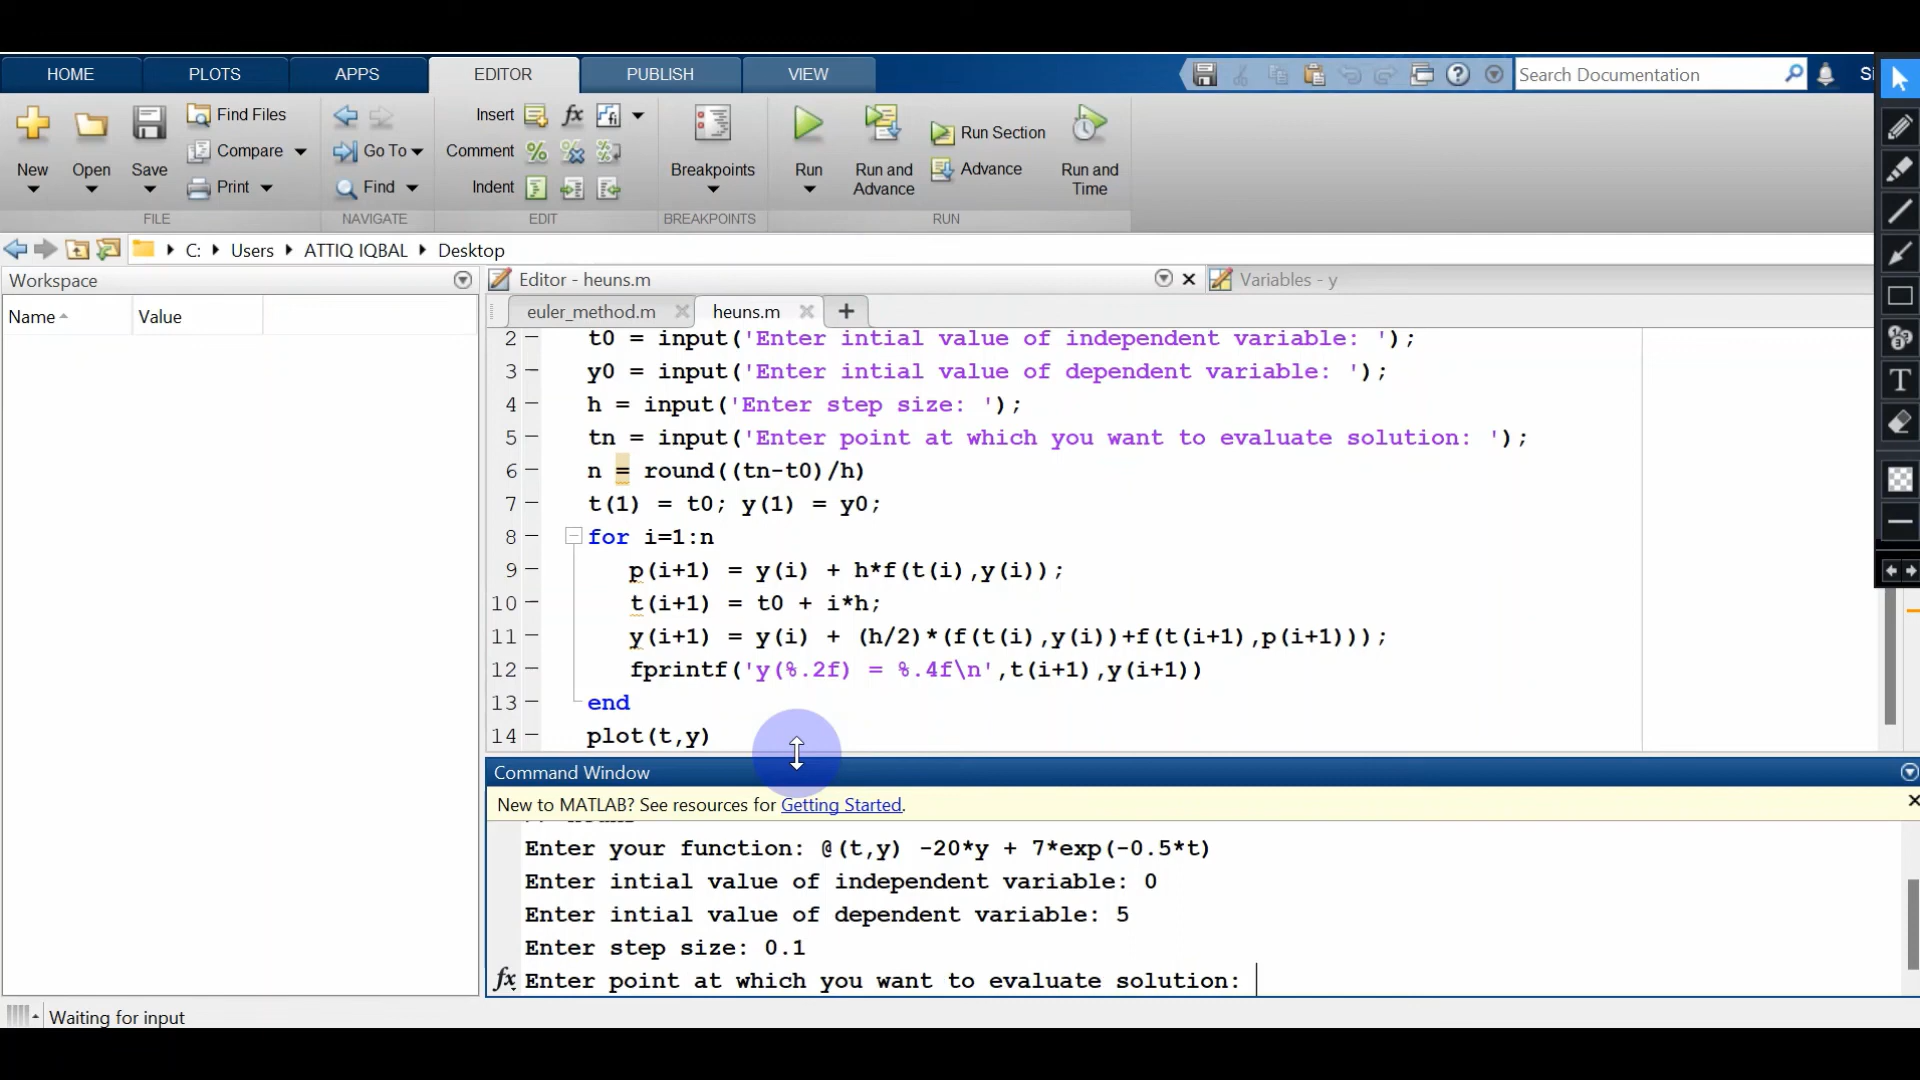 HOME PLOTS APPS EDITOR PUBLISH VIEW
Search Documentation
New Open Save
Find Files
Compare
Print
Go To
Find
Insert
Comment
Indent
Breakpoints
Run
Run and Advance
Run Section
Advance
Run and Time
FILE NAVIGATE EDIT BREAKPOINTS RUN
C: Users ATTIQ IQBAL Desktop
Workspace
Name Value
Editor - heuns.m
Variables - y
euler_method.m heuns.m
2 t0 = input('Enter intial value of independent variable: ');
3 y0 = input('Enter intial value of dependent variable: ');
4 h = input('Enter step size: ');
5 tn = input('Enter point at which you want to evaluate solution: ');
6 n = round((tn-t0)/h)
7 t(1) = t0; y(1) = y0;
8 for i=1:n
9 p(i+1) = y(i) + h*f(t(i),y(i));
10 t(i+1) = t0 + i*h;
11 y(i+1) = y(i) + (h/2)*(f(t(i),y(i))+f(t(i+1),p(i+1)));
12 fprintf('y(%.2f) = %.4f\n',t(i+1),y(i+1))
13 end
14 plot(t,y)
Command Window
New to MATLAB? See resources for Getting Started.
Enter your function: @(t,y) -20*y + 7*exp(-0.5*t)
Enter intial value of independent variable: 0
Enter intial value of dependent variable: 5
Enter step size: 0.1
fx Enter point at which you want to evaluate solution:
Waiting for input